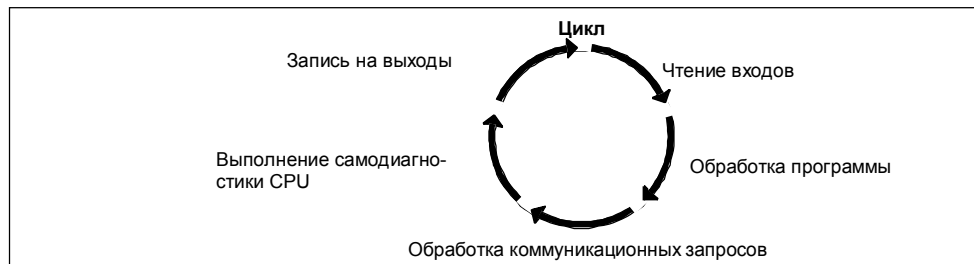 Цикл
Запись на выходы
Чтение входов
Выполнение самодиагно-
стики CPU
Обработка программы
Обработка коммуникационных запросов